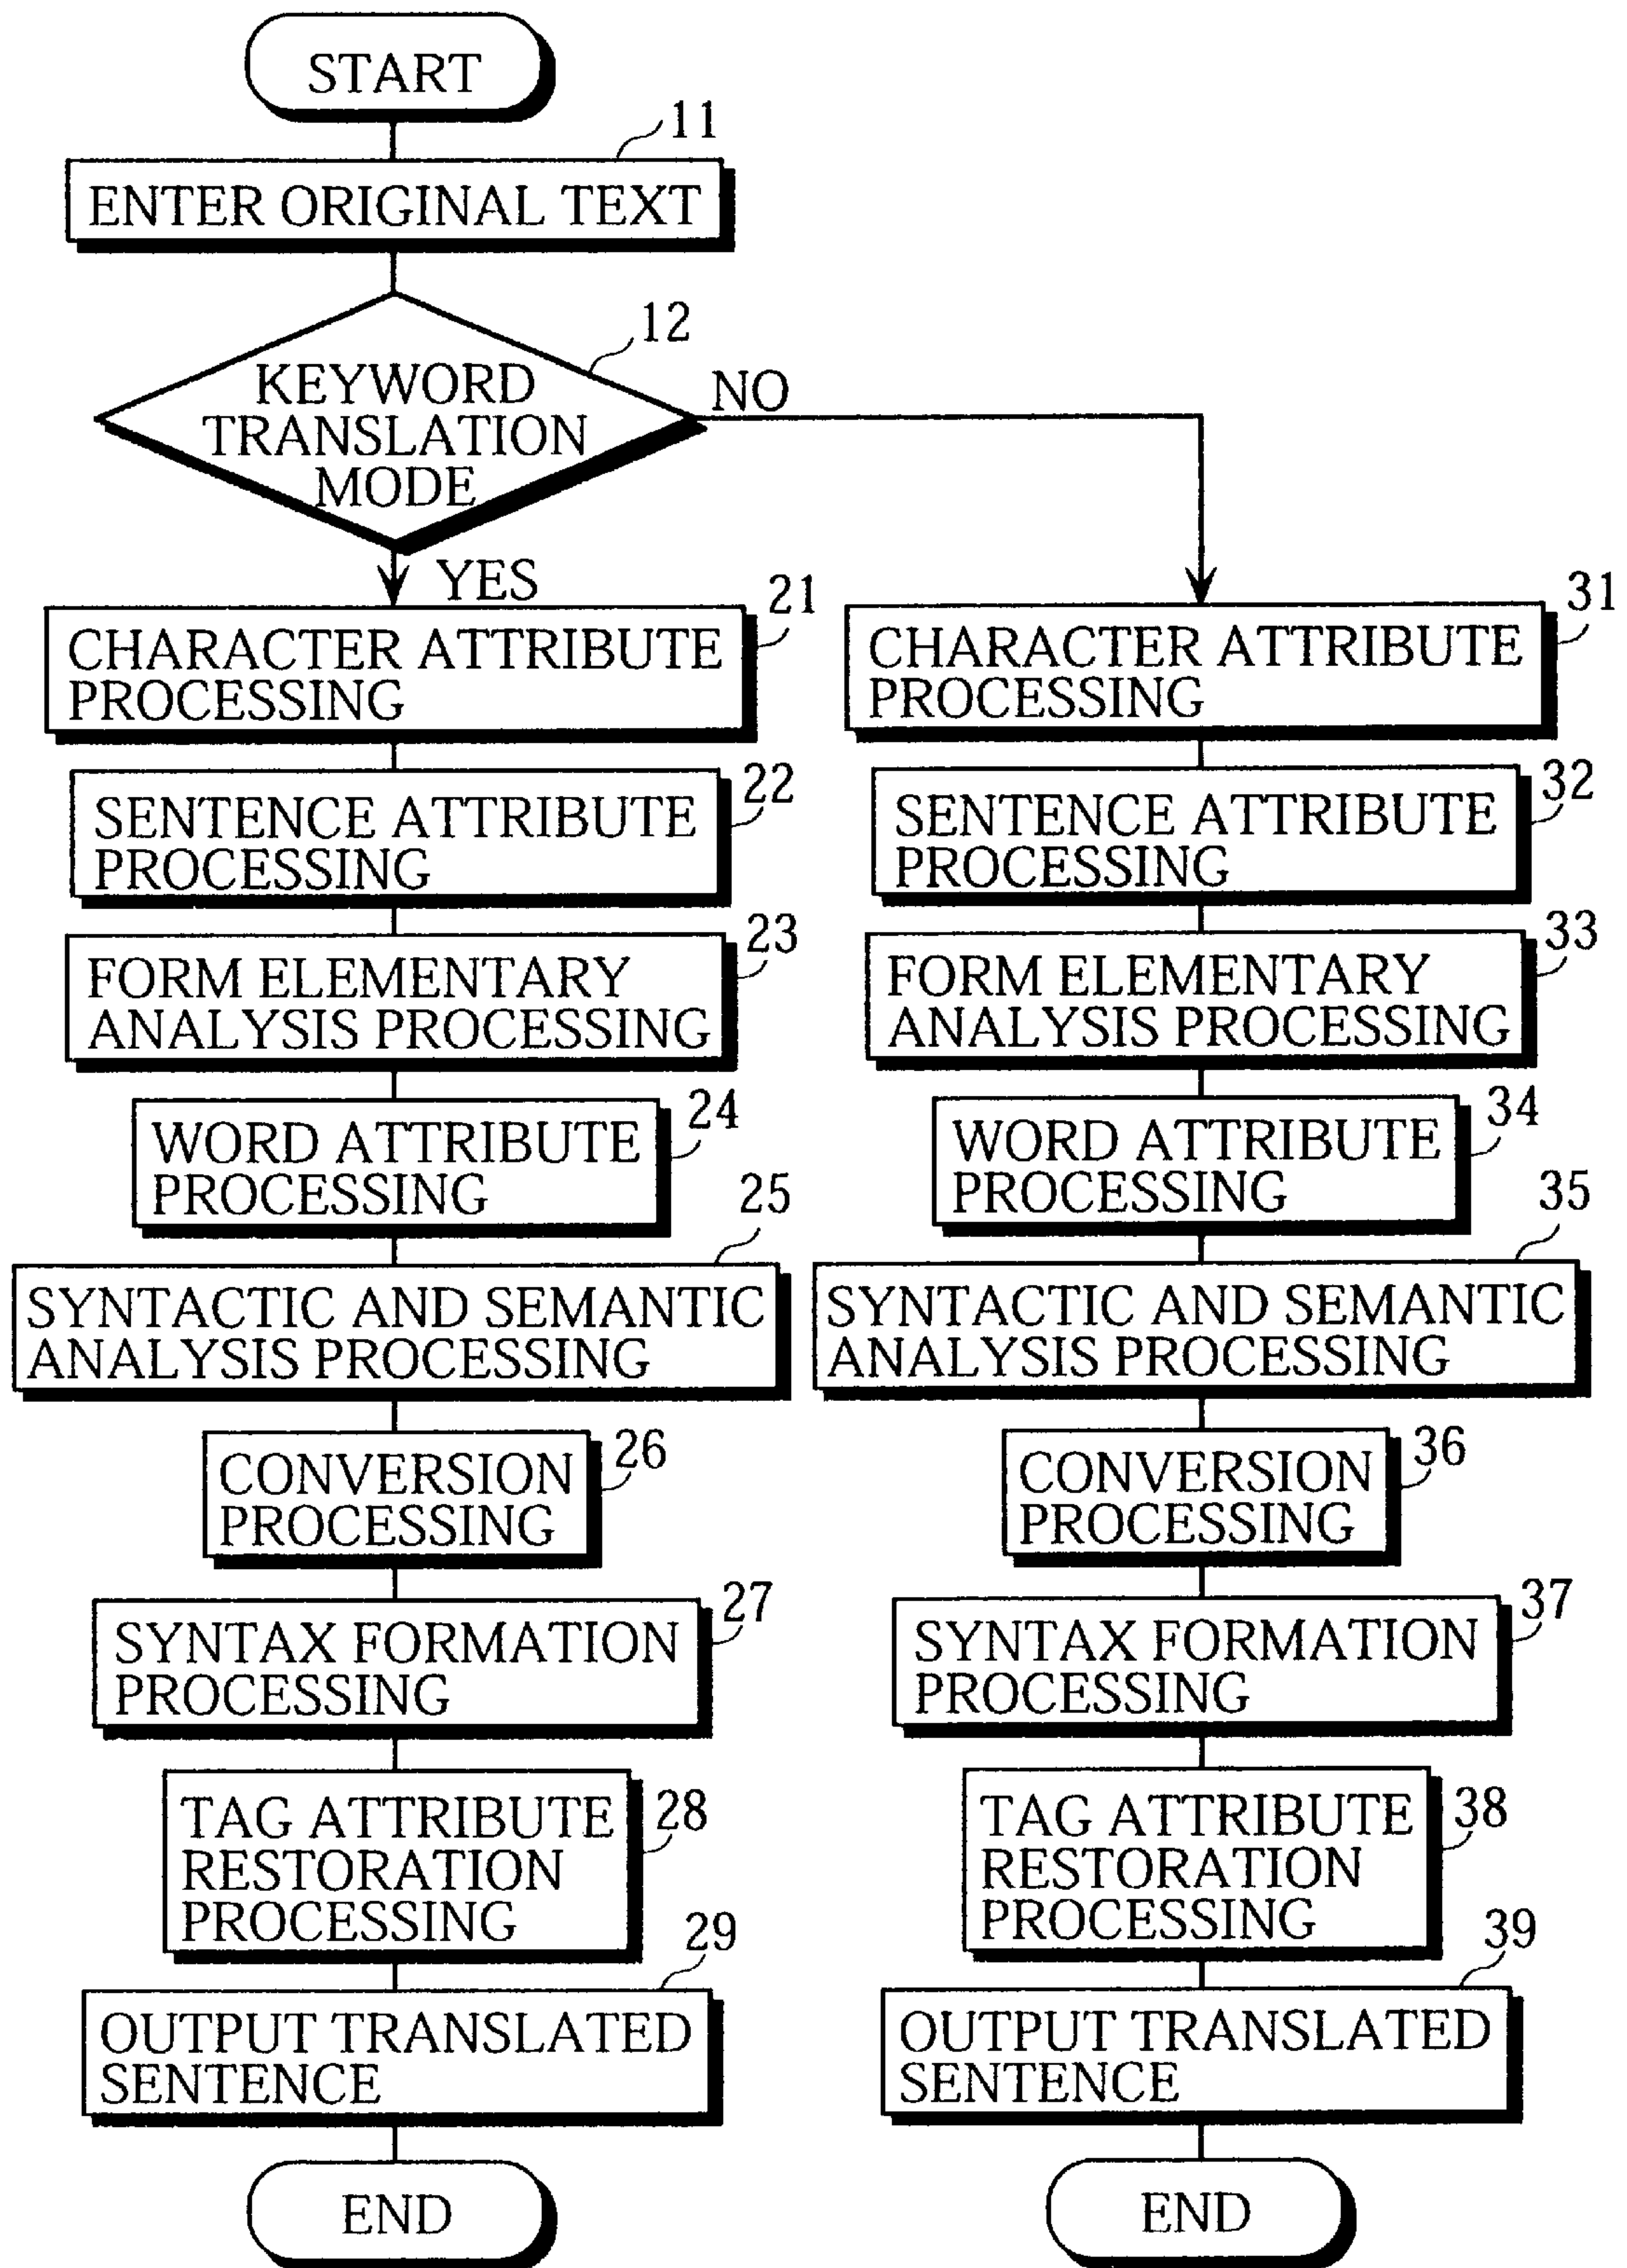 START
11
ENTER ORIGINAL TEXT
12
KEYWORD
TRANSLATION
MODE
NO
YES
21
CHARACTER ATTRIBUTE
PROCESSING
22
SENTENCE ATTRIBUTE
PROCESSING
23
FORM ELEMENTARY
ANALYSIS PROCESSING
24
WORD ATTRIBUTE
PROCESSING
25
SYNTACTIC AND SEMANTIC
ANALYSIS PROCESSING
26
CONVERSION
PROCESSING
27
SYNTAX FORMATION
PROCESSING
28
TAG ATTRIBUTE
RESTORATION
PROCESSING
29
OUTPUT TRANSLATED
SENTENCE
END
31
CHARACTER ATTRIBUTE
PROCESSING
32
SENTENCE ATTRIBUTE
PROCESSING
33
FORM ELEMENTARY
ANALYSIS PROCESSING
34
WORD ATTRIBUTE
PROCESSING
35
SYNTACTIC AND SEMANTIC
ANALYSIS PROCESSING
36
CONVERSION
PROCESSING
37
SYNTAX FORMATION
PROCESSING
38
TAG ATTRIBUTE
RESTORATION
PROCESSING
39
OUTPUT TRANSLATED
SENTENCE
END